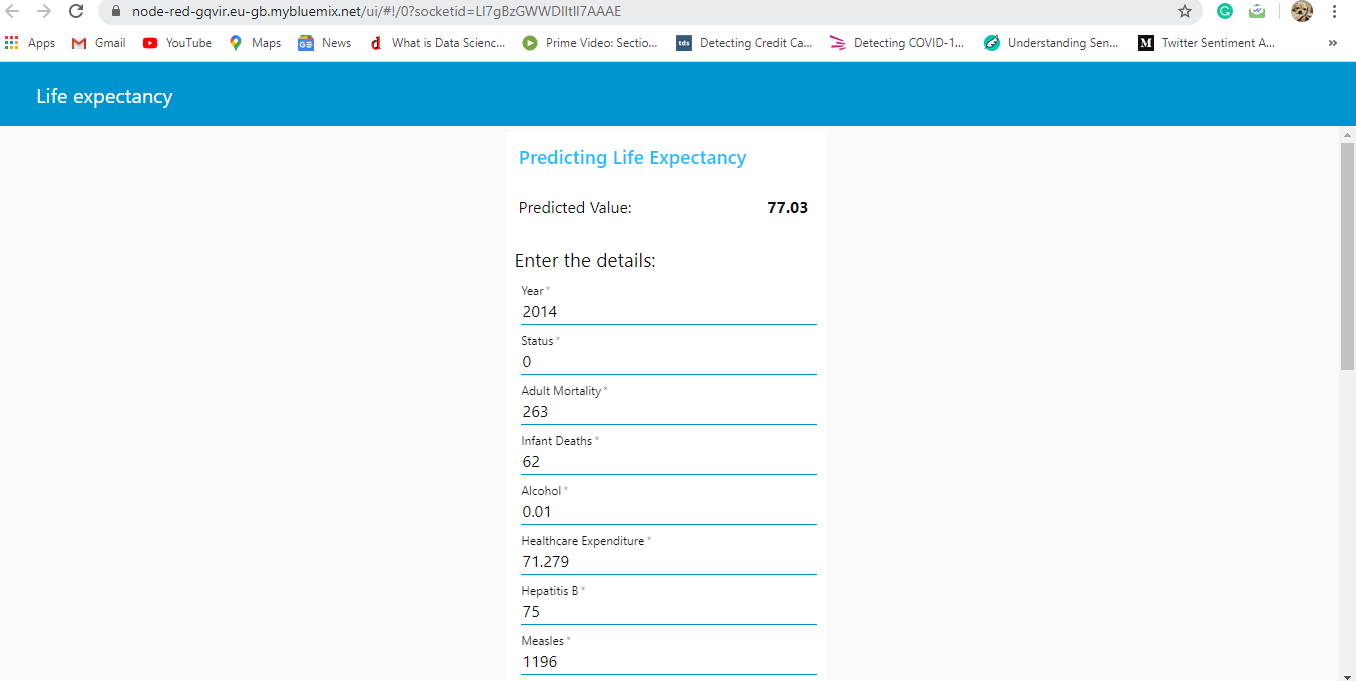 node-red-gqvir.eu-gb.mybluemix.net/ui/#!/0?socketid=LI7gBzGWWDIltII7AAAE
Apps Gmail YouTube Maps News What is Data Scienc... Prime Video: Sectio... tds Detecting Credit Ca... Detecting COVID-1... Understanding Sen... M Twitter Sentiment A... »
Life expectancy
Predicting Life Expectancy
Predicted Value: 77.03
Enter the details:
Year *
2014
Status *
0
Adult Mortality *
263
Infant Deaths *
62
Alcohol *
0.01
Healthcare Expenditure *
71.279
Hepatitis B *
75
Measles *
1196